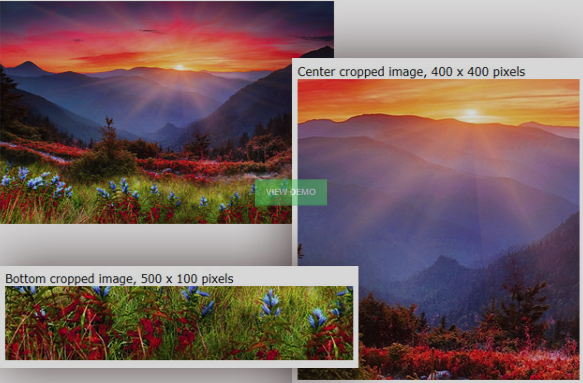 Center cropped image, 400 x 400 pixels
VIEW DEMO
Bottom cropped image, 500 x 100 pixels